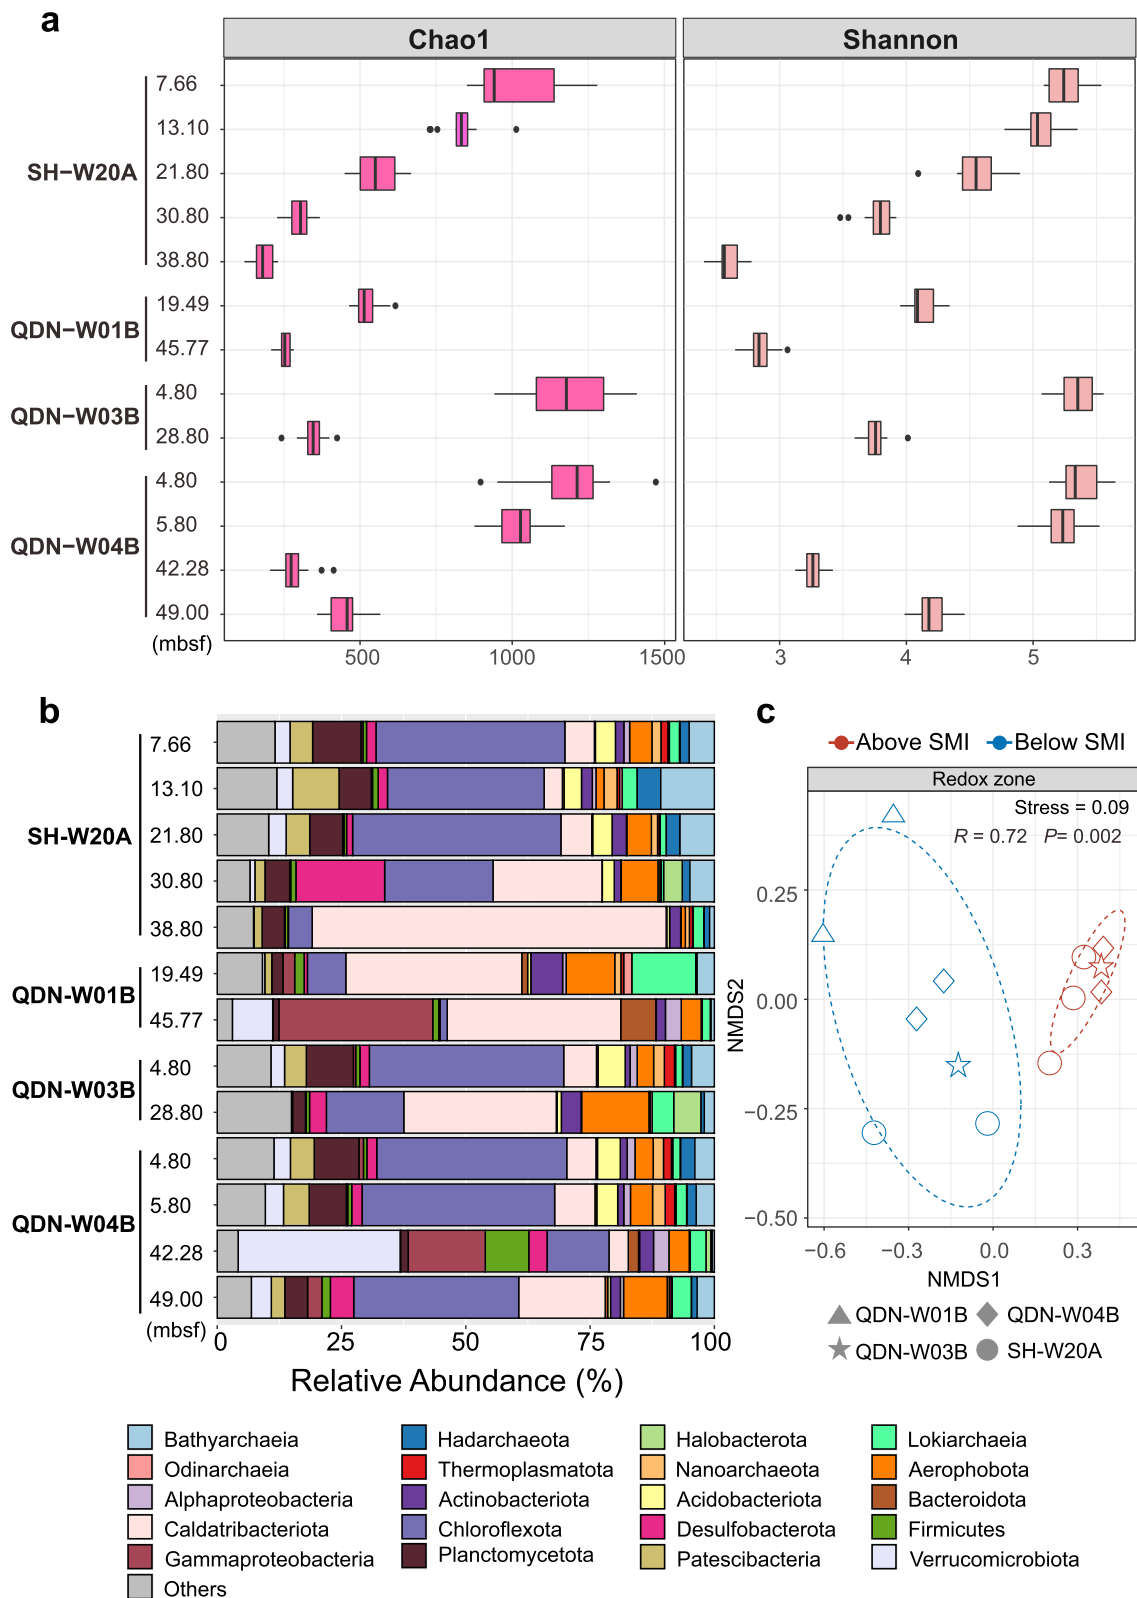 a
Chao1 Shannon
SH−W20A
7.66
13.10
21.80
30.80
38.80
QDN−W01B
19.49
45.77
QDN−W03B
4.80
28.80
QDN−W04B
4.80
5.80
42.28
49.00
(mbsf)
500 1000 1500 3 4 5
b
SH-W20A
7.66
13.10
21.80
30.80
38.80
QDN-W01B
19.49
45.77
QDN-W03B
4.80
28.80
QDN-W04B
4.80
5.80
42.28
49.00
(mbsf)
0 25 50 75 100
Relative Abundance (%)
c
Above SMI Below SMI
Redox zone
Stress = 0.09
R = 0.72 P= 0.002
NMDS2
0.25
0.00
−0.25
−0.50
−0.6 −0.3 0.0 0.3
NMDS1
QDN-W01B QDN-W04B
QDN-W03B SH-W20A
Bathyarchaeia Hadarchaeota Halobacterota Lokiarchaeia
Odinarchaeia Thermoplasmatota Nanoarchaeota Aerophobota
Alphaproteobacteria Actinobacteriota Acidobacteriota Bacteroidota
Caldatribacteriota Chloroflexota Desulfobacterota Firmicutes
Gammaproteobacteria Planctomycetota Patescibacteria Verrucomicrobiota
Others